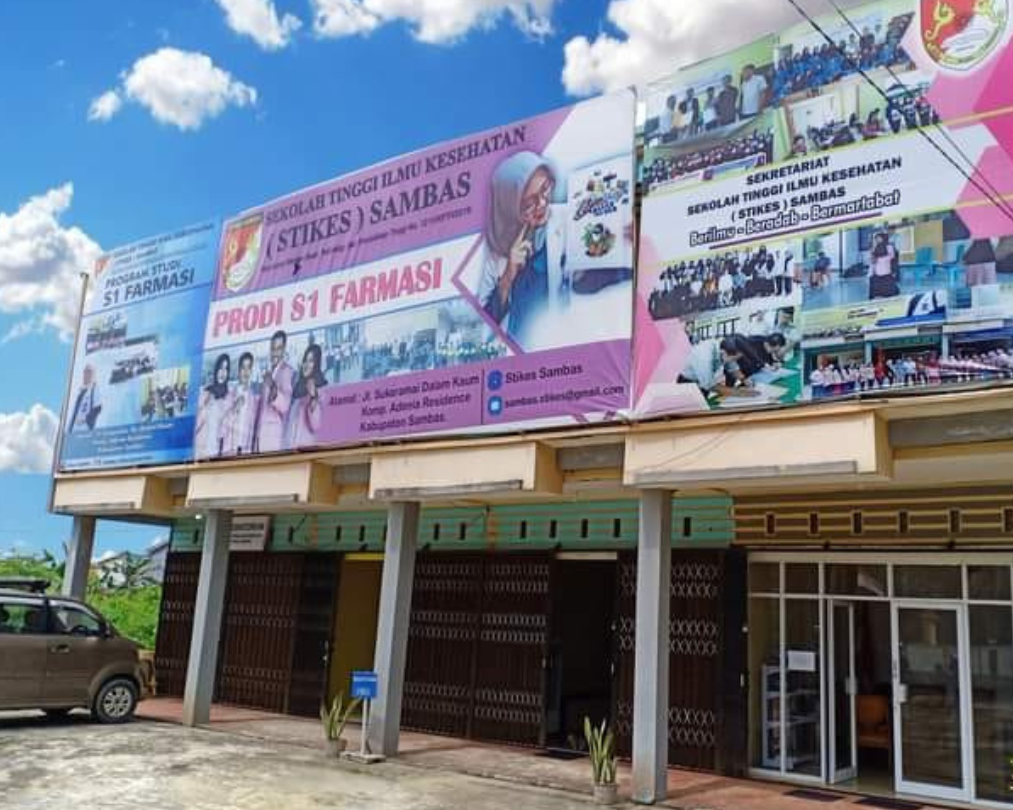 PROGRAM STUDI
S1 FARMASI
SEKOLAH TINGGI ILMU KESEHATAN
( STIKES ) SAMBAS
PRODI S1 FARMASI
Alamat : Jl. Sukaramai Dalam Kaum
Komp. Adensa Residence
Kabupaten Sambas.
Stikes Sambas
sambas.stikes@gmail.com
SEKRETARIAT
SEKOLAH TINGGI ILMU KESEHATAN
( STIKES ) SAMBAS
Berilmu - Beradab - Bermartabat